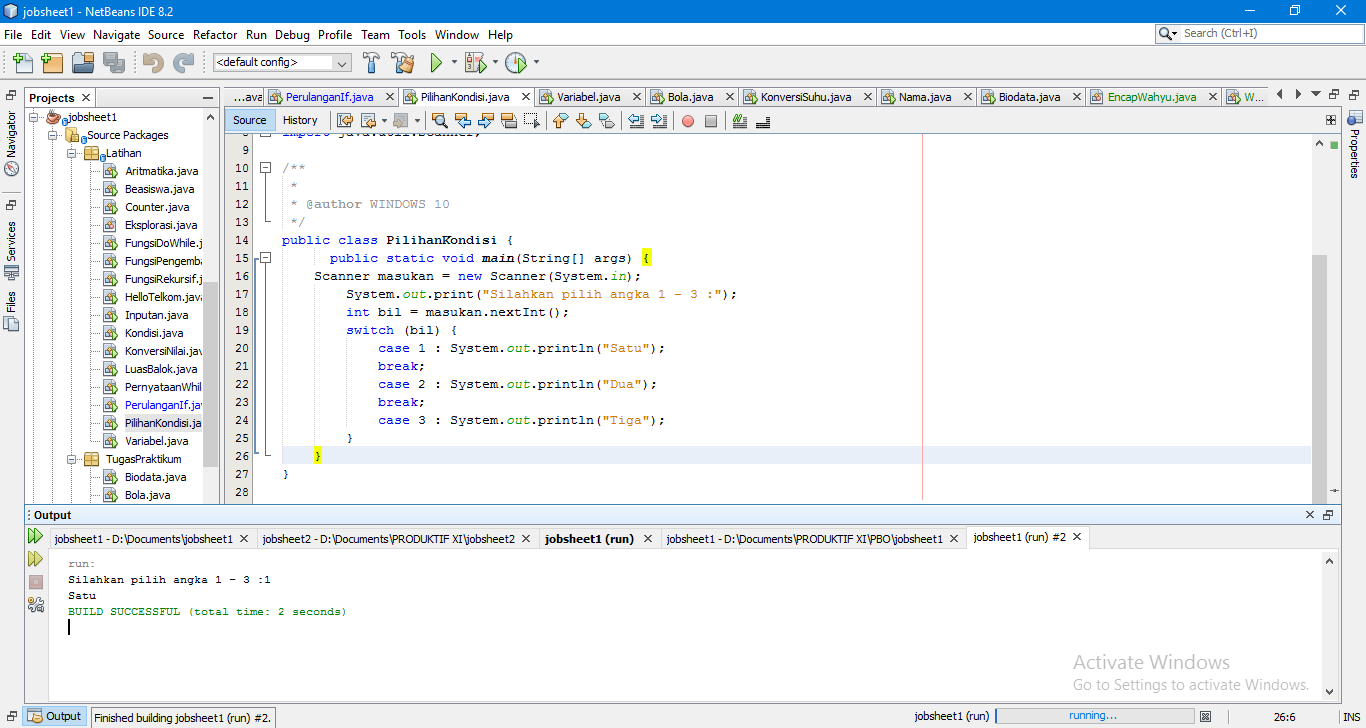 jobsheet1 - NetBeans IDE 8.2
File Edit View Navigate Source Refactor Run Debug Profile Team Tools Window Help
Search (Ctrl+I)
<default config>
Projects
...ava PerulanganIf.java PilihanKondisi.java Variabel.java Bola.java KonversiSuhu.java Nama.java Biodata.java EncapWahyu.java W...
Navigator
Services
Files
Properties
jobsheet1
Source Packages
Latihan
Aritmatika.java
Beasiswa.java
Counter.java
Eksplorasi.java
FungsiDoWhile.j
FungsiPengemb
FungsiRekursif.j
HelloTelkom.jav
Inputan.java
Kondisi.java
KonversiNilai.jav
LuasBalok.java
PernyataanWhil
PerulanganIf.ja
PilihanKondisi.ja
Variabel.java
TugasPraktikum
Biodata.java
Bola.java
Source History
9
10 /**
11 *
12 * @author WINDOWS 10
13 */
14 public class PilihanKondisi {
15 public static void main(String[] args) {
16 Scanner masukan = new Scanner(System.in);
17 System.out.print("Silahkan pilih angka 1 - 3 :");
18 int bil = masukan.nextInt();
19 switch (bil) {
20 case 1 : System.out.println("Satu");
21 break;
22 case 2 : System.out.println("Dua");
23 break;
24 case 3 : System.out.println("Tiga");
25 }
26 }
27 }
28
Output
jobsheet1 - D:\Documents\jobsheet1 jobsheet2 - D:\Documents\PRODUKTIF XI\jobsheet2 jobsheet1 (run) jobsheet1 - D:\Documents\PRODUKTIF XI\PBO\jobsheet1 jobsheet1 (run) #2
run:
Silahkan pilih angka 1 - 3 :1
Satu
BUILD SUCCESSFUL (total time: 2 seconds)
Activate Windows
Go to Settings to activate Windows.
Output Finished building jobsheet1 (run) #2. jobsheet1 (run) running... 26:6 INS